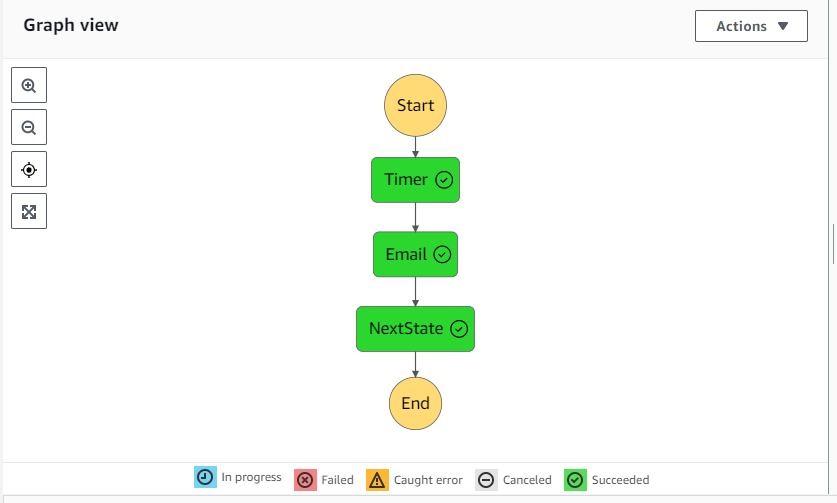 Graph view
Actions
Start
Timer
Email
NextState
End
In progress Failed Caught error Canceled Succeeded